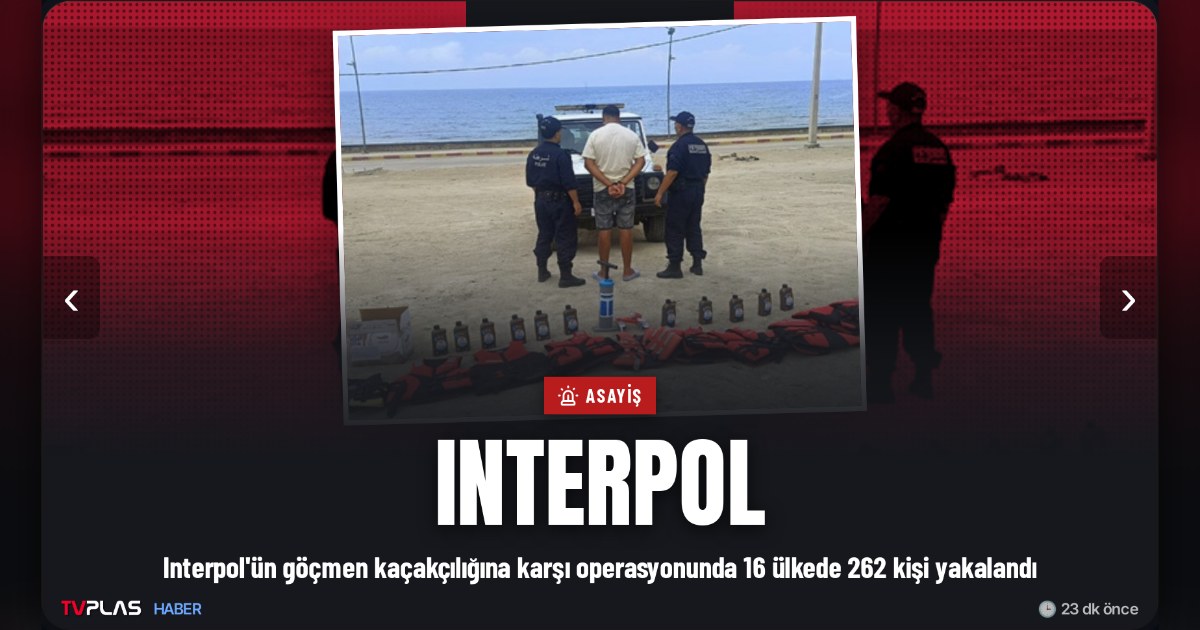 ASAYİŞ
INTERPOL
Interpol'ün göçmen kaçakçılığına karşı operasyonunda 16 ülkede 262 kişi yakalandı
TVPLAS HABER
23 dk önce